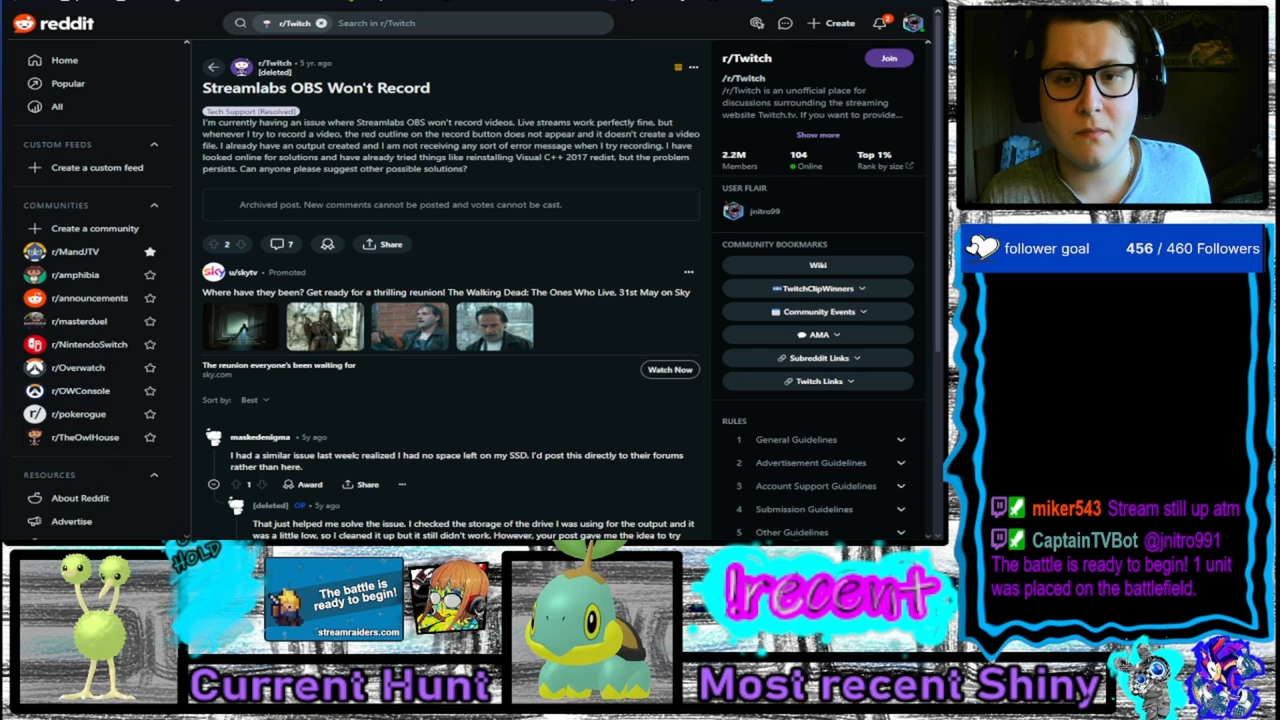 reddit
r/Twitch
Search in r/Twitch
Create
2
Home
Popular
All
CUSTOM FEEDS
Create a custom feed
COMMUNITIES
Create a community
r/MandJTV
r/amphibia
r/announcements
r/masterduel
r/NintendoSwitch
r/Overwatch
r/OWConsole
r/pokerogue
r/TheOwlHouse
RESOURCES
About Reddit
Advertise
r/Twitch • 5 yr. ago
[deleted]
Streamlabs OBS Won't Record
Tech Support [Resolved]
I'm currently having an issue where Streamlabs OBS won't record videos. Live streams work perfectly fine, but
whenever I try to record a video, the red outline on the record button does not appear and it doesn't create a video
file. I already have an output created and I am not receiving any sort of error message when I try recording. I have
looked online for solutions and have already tried things like reinstalling Visual C++ 2017 redist, but the problem
persists. Can anyone please suggest other possible solutions?
Archived post. New comments cannot be posted and votes cannot be cast.
2
7
Share
sky
u/skytv • Promoted
Where have they been? Get ready for a thrilling reunion! The Walking Dead: The Ones Who Live, 31st May on Sky
The reunion everyone's been waiting for
sky.com
Watch Now
Sort by: Best
maskedenigma • 5y ago
I had a similar issue last week; realized I had no space left on my SSD. I'd post this directly to their forums
rather than here.
1
Award
Share
[deleted] OP • 5y ago
That just helped me solve the issue. I checked the storage of the drive I was using for the output and it
was a little low, so I cleaned it up but it still didn't work. However, your post gave me the idea to try
r/Twitch
Join
/r/Twitch
/r/Twitch is an unofficial place for
discussions surrounding the streaming
website Twitch.tv. If you want to provide...
Show more
2.2M
Members
104
Online
Top 1%
Rank by size
USER FLAIR
jnitro99
COMMUNITY BOOKMARKS
Wiki
TwitchClipWinners
Community Events
AMA
Subreddit Links
Twitch Links
RULES
1 General Guidelines
2 Advertisement Guidelines
3 Account Support Guidelines
4 Submission Guidelines
5 Other Guidelines
follower goal
456 / 460 Followers
miker543 Stream still up atm
CaptainTVBot @jnitro991
The battle is ready to begin! 1 unit
was placed on the battlefield.
HOLD
The battle is
ready to begin!
streamraiders.com
!recent
Current Hunt
Most recent Shiny